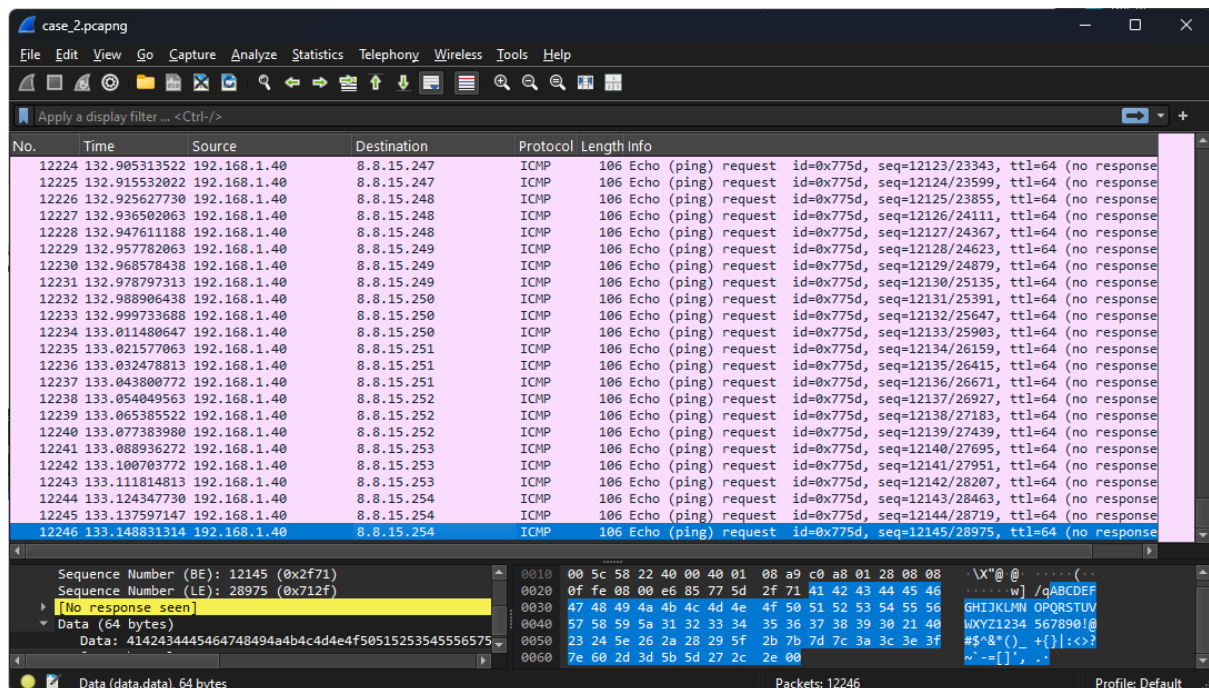 case_2.pcapng
File Edit View Go Capture Analyze Statistics Telephony Wireless Tools Help
Apply a display filter ... <Ctrl-/>
No. Time Source Destination Protocol Length Info
12224 132.905313522 192.168.1.40 8.8.15.247 ICMP 106 Echo (ping) request id=0x775d, seq=12123/23343, ttl=64 (no response
12225 132.915532022 192.168.1.40 8.8.15.247 ICMP 106 Echo (ping) request id=0x775d, seq=12124/23599, ttl=64 (no response
12226 132.925627730 192.168.1.40 8.8.15.248 ICMP 106 Echo (ping) request id=0x775d, seq=12125/23855, ttl=64 (no response
12227 132.936502063 192.168.1.40 8.8.15.248 ICMP 106 Echo (ping) request id=0x775d, seq=12126/24111, ttl=64 (no response
12228 132.947611188 192.168.1.40 8.8.15.248 ICMP 106 Echo (ping) request id=0x775d, seq=12127/24367, ttl=64 (no response
12229 132.957782063 192.168.1.40 8.8.15.249 ICMP 106 Echo (ping) request id=0x775d, seq=12128/24623, ttl=64 (no response
12230 132.968578438 192.168.1.40 8.8.15.249 ICMP 106 Echo (ping) request id=0x775d, seq=12129/24879, ttl=64 (no response
12231 132.978797313 192.168.1.40 8.8.15.249 ICMP 106 Echo (ping) request id=0x775d, seq=12130/25135, ttl=64 (no response
12232 132.988906438 192.168.1.40 8.8.15.250 ICMP 106 Echo (ping) request id=0x775d, seq=12131/25391, ttl=64 (no response
12233 132.999733688 192.168.1.40 8.8.15.250 ICMP 106 Echo (ping) request id=0x775d, seq=12132/25647, ttl=64 (no response
12234 133.011480647 192.168.1.40 8.8.15.250 ICMP 106 Echo (ping) request id=0x775d, seq=12133/25903, ttl=64 (no response
12235 133.021577063 192.168.1.40 8.8.15.251 ICMP 106 Echo (ping) request id=0x775d, seq=12134/26159, ttl=64 (no response
12236 133.032478813 192.168.1.40 8.8.15.251 ICMP 106 Echo (ping) request id=0x775d, seq=12135/26415, ttl=64 (no response
12237 133.043800772 192.168.1.40 8.8.15.251 ICMP 106 Echo (ping) request id=0x775d, seq=12136/26671, ttl=64 (no response
12238 133.054049563 192.168.1.40 8.8.15.252 ICMP 106 Echo (ping) request id=0x775d, seq=12137/26927, ttl=64 (no response
12239 133.065385522 192.168.1.40 8.8.15.252 ICMP 106 Echo (ping) request id=0x775d, seq=12138/27183, ttl=64 (no response
12240 133.077383980 192.168.1.40 8.8.15.252 ICMP 106 Echo (ping) request id=0x775d, seq=12139/27439, ttl=64 (no response
12241 133.088936272 192.168.1.40 8.8.15.253 ICMP 106 Echo (ping) request id=0x775d, seq=12140/27695, ttl=64 (no response
12242 133.100703772 192.168.1.40 8.8.15.253 ICMP 106 Echo (ping) request id=0x775d, seq=12141/27951, ttl=64 (no response
12243 133.111814813 192.168.1.40 8.8.15.253 ICMP 106 Echo (ping) request id=0x775d, seq=12142/28207, ttl=64 (no response
12244 133.124347730 192.168.1.40 8.8.15.254 ICMP 106 Echo (ping) request id=0x775d, seq=12143/28463, ttl=64 (no response
12245 133.137597147 192.168.1.40 8.8.15.254 ICMP 106 Echo (ping) request id=0x775d, seq=12144/28719, ttl=64 (no response
12246 133.148831314 192.168.1.40 8.8.15.254 ICMP 106 Echo (ping) request id=0x775d, seq=12145/28975, ttl=64 (no response
Sequence Number (BE): 12145 (0x2f71)
Sequence Number (LE): 28975 (0x712f)
[No response seen]
Data (64 bytes)
Data: 4142434445464748494a4b4c4d4e4f50515253545556575
0010 00 5c 58 22 40 00 40 01 08 a9 c0 a8 01 28 08 08 ·\X"@·@· ·····(··
0020 0f fe 08 00 e6 85 77 5d 2f 71 41 42 43 44 45 46 ······w] /qABCDEF
0030 47 48 49 4a 4b 4c 4d 4e 4f 50 51 52 53 54 55 56 GHIJKLMN OPQRSTUV
0040 57 58 59 5a 31 32 33 34 35 36 37 38 39 30 21 40 WXYZ1234 567890!@
0050 23 24 5e 26 2a 28 29 5f 2b 7b 7d 7c 3a 3c 3e 3f #$^&*()_ +{}|:<>?
0060 7e 60 2d 3d 5b 5d 27 2c 2e 00 ~`-=[]', .·
Data (data.data), 64 bytes Packets: 12246 Profile: Default